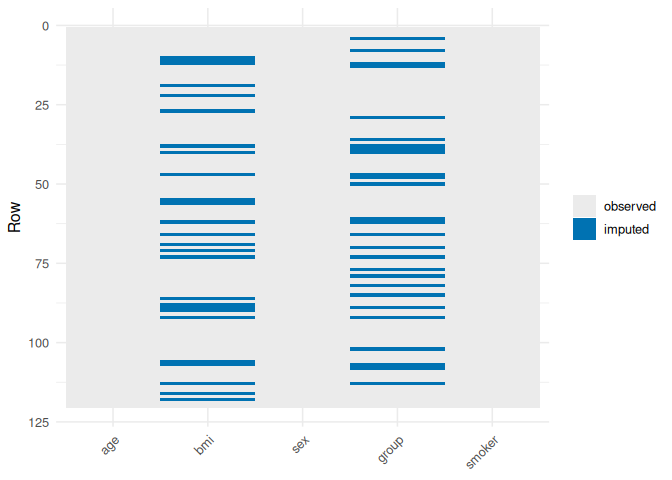 0
25
50
75
100
125
Row
age
bmi
sex
group
smoker
observed
imputed